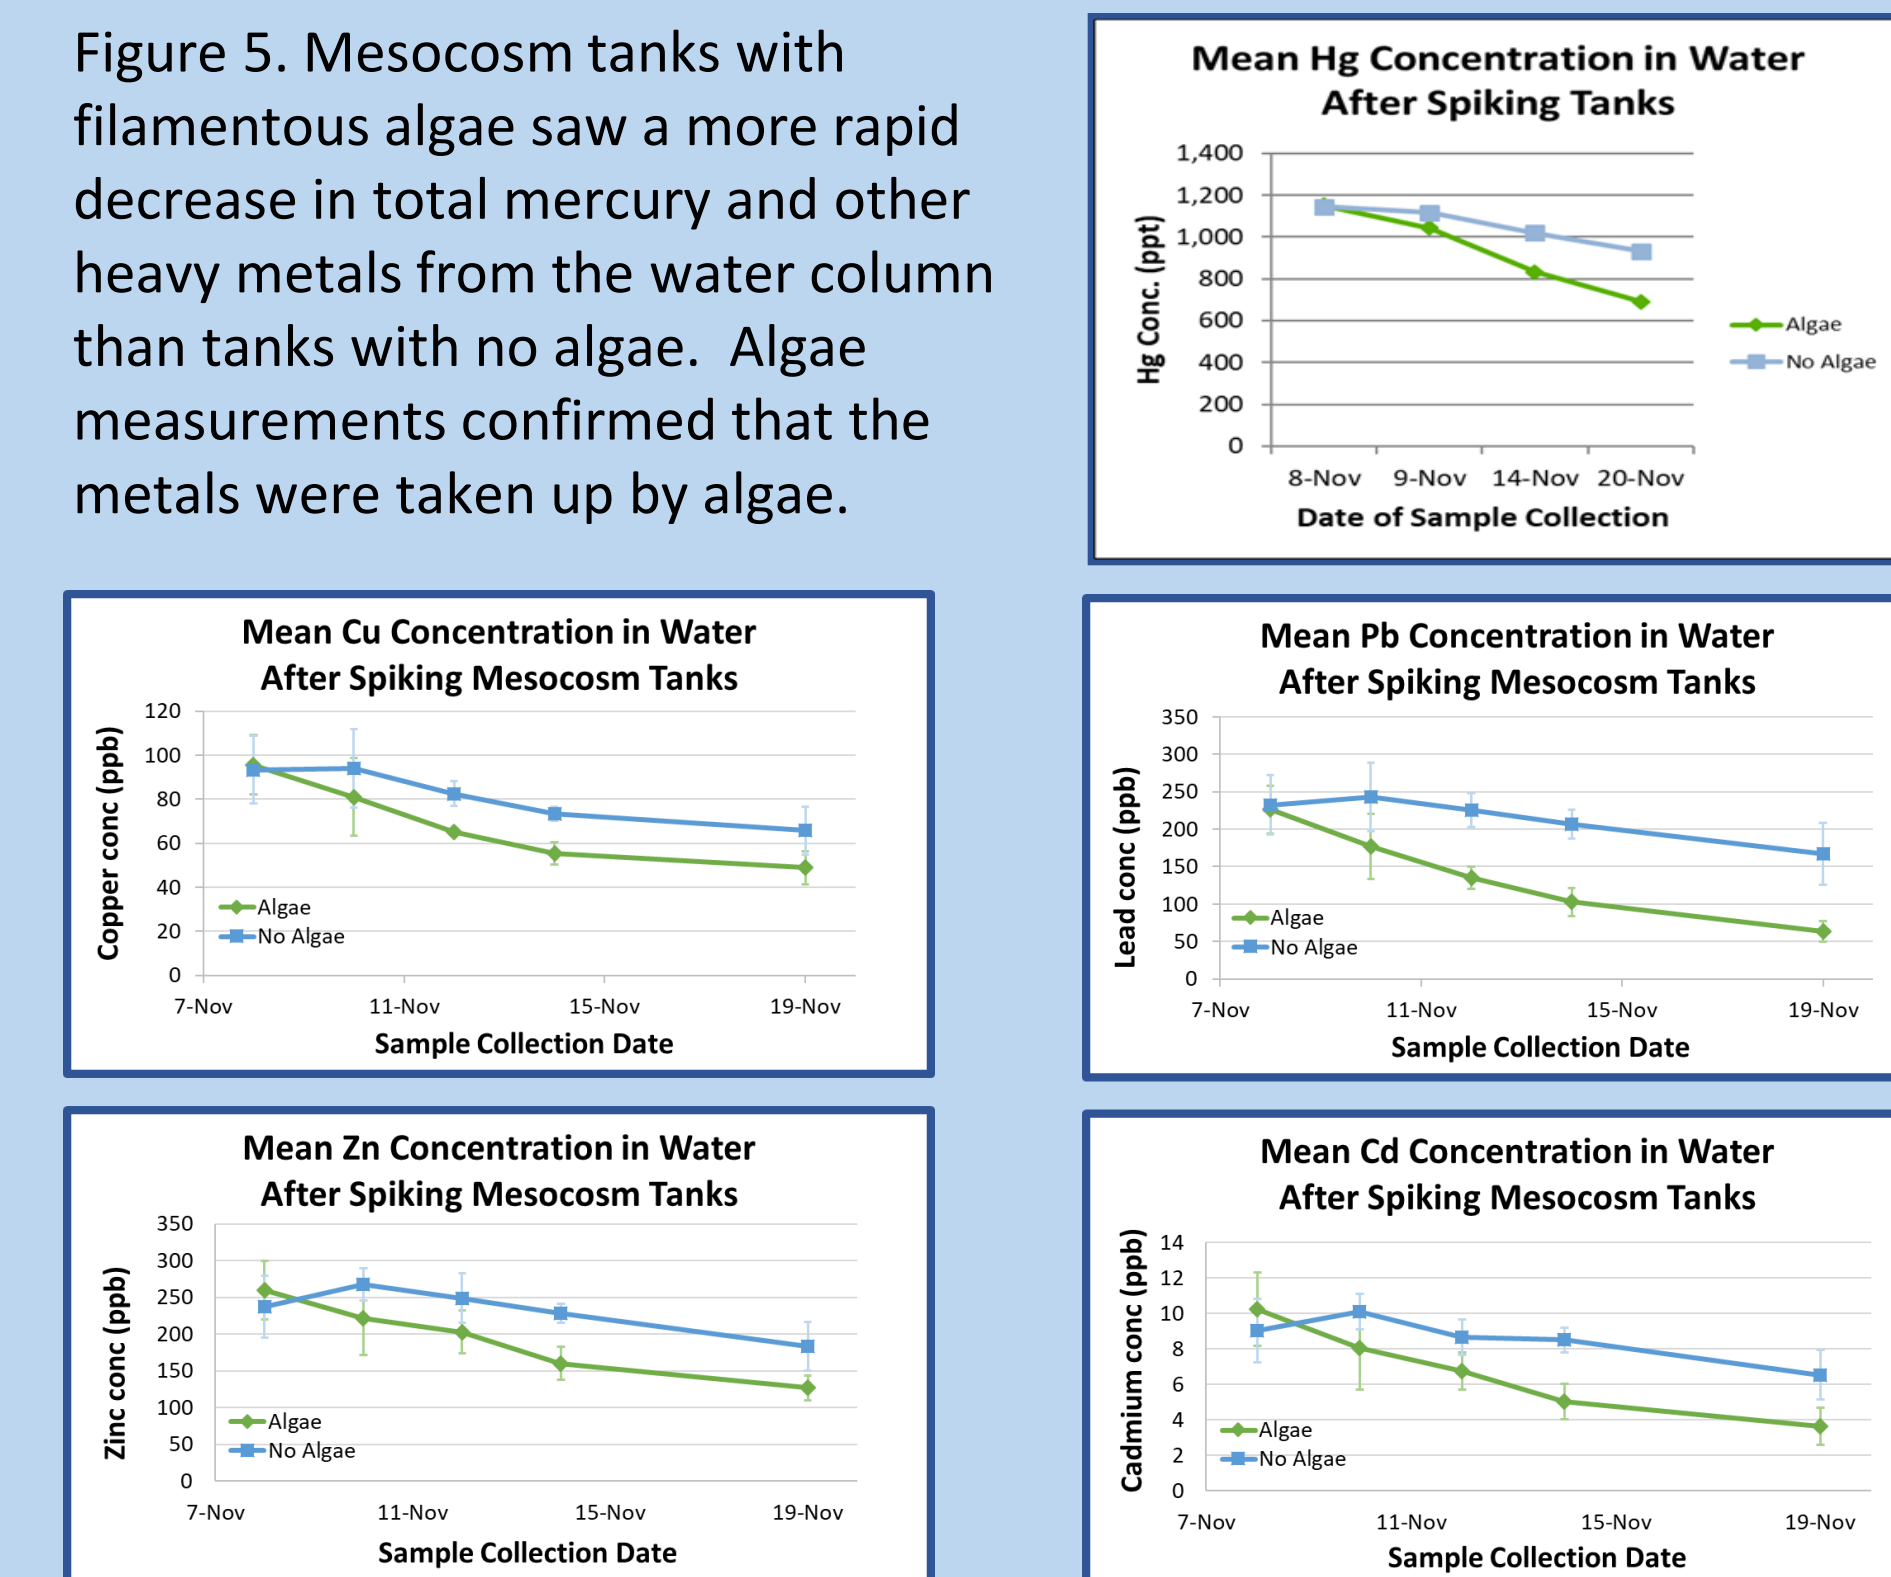 Figure 5. Mesocosm tanks with
filamentous algae saw a more rapid
decrease in total mercury and other
heavy metals from the water column
than tanks with no algae.  Algae
measurements confirmed that the
metals were taken up by algae.
Mean Hg Concentration in Water
After Spiking Tanks
Hg Conc. (ppt)
1,400
1,200
1,000
800
600
400
200
0
8-Nov 9-Nov 14-Nov 20-Nov
Date of Sample Collection
Algae
No Algae
Mean Cu Concentration in Water
After Spiking Mesocosm Tanks
Copper conc (ppb)
120
100
80
60
40
20
0
Algae
No Algae
7-Nov 11-Nov 15-Nov 19-Nov
Sample Collection Date
Mean Pb Concentration in Water
After Spiking Mesocosm Tanks
Lead conc (ppb)
350
300
250
200
150
100
50
0
Algae
No Algae
7-Nov 11-Nov 15-Nov 19-Nov
Sample Collection Date
Mean Zn Concentration in Water
After Spiking Mesocosm Tanks
Zinc conc (ppb)
350
300
250
200
150
100
50
0
Algae
No Algae
7-Nov 11-Nov 15-Nov 19-Nov
Sample Collection Date
Mean Cd Concentration in Water
After Spiking Mesocosm Tanks
Cadmium conc (ppb)
14
12
10
8
6
4
2
0
Algae
No Algae
7-Nov 11-Nov 15-Nov 19-Nov
Sample Collection Date